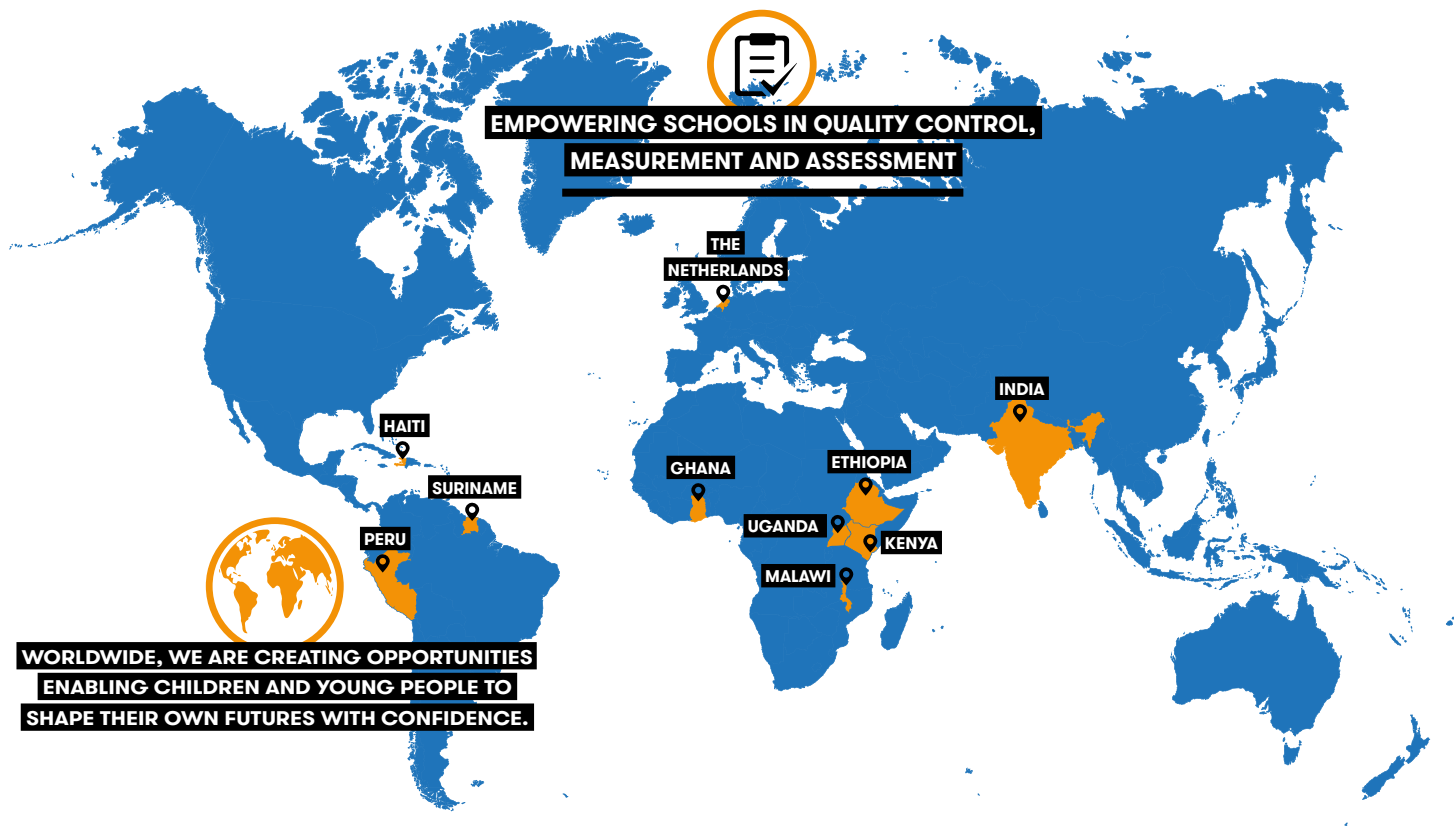 EMPOWERING SCHOOLS IN QUALITY CONTROL,
MEASUREMENT AND ASSESSMENT
THE
NETHERLANDS
INDIA
HAITI
ETHIOPIA
GHANA
SURINAME
UGANDA
PERU
KENYA
MALAWI
WORLDWIDE, WE ARE CREATING OPPORTUNITIES
ENABLING CHILDREN AND YOUNG PEOPLE TO
SHAPE THEIR OWN FUTURES WITH CONFIDENCE.